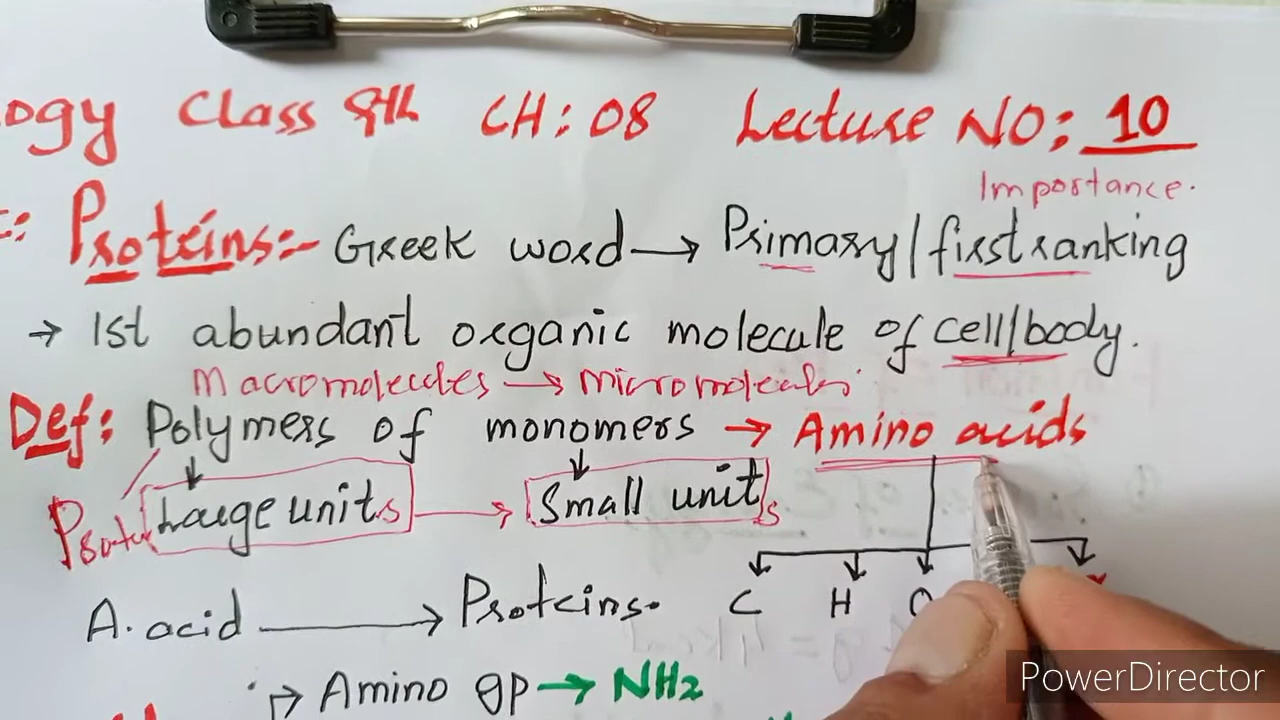 ogy Class 9th CH: 08 Lecture NO: 10
Importance.
Proteins:- Greek word → Primary/first ranking
→ 1st abundant organic molecule of cell/body.
Macromolecules → micromolecules
Def: Polymers of monomers → Amino acids
Large units → Small units
C H O
A. acid → Proteins.
Amino gp → NH2
PowerDirector